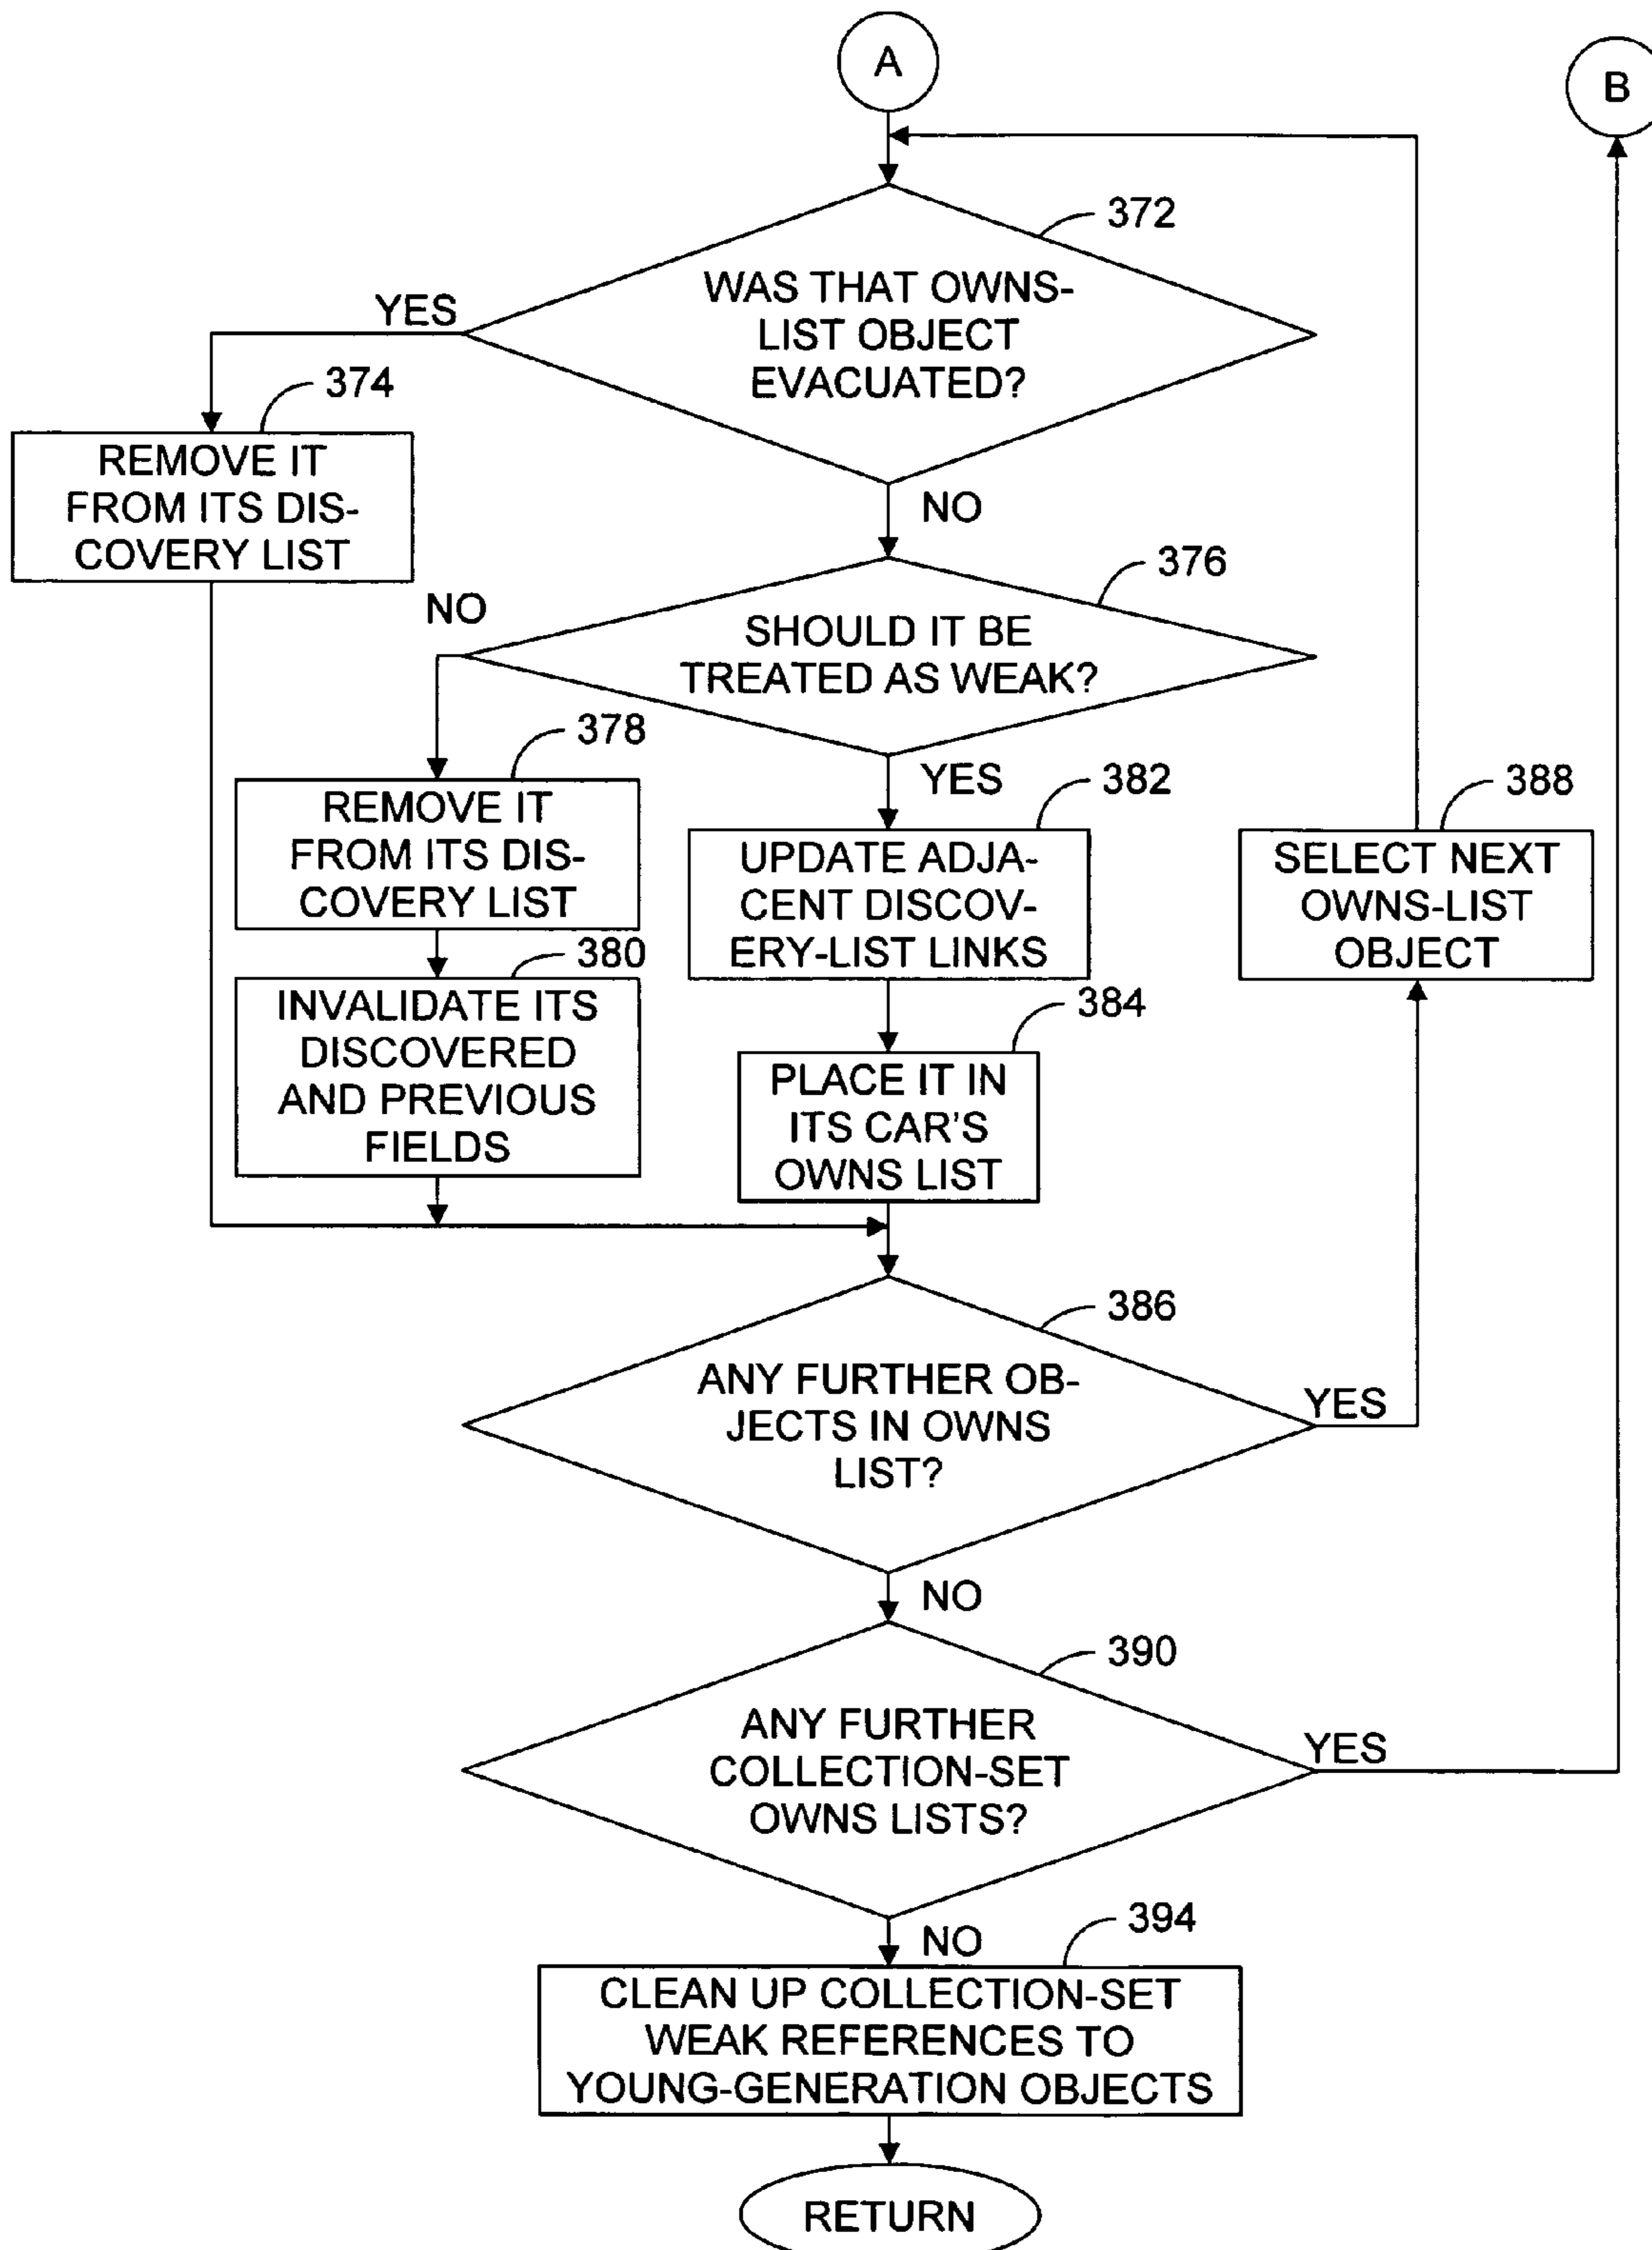 A
B
372
WAS THAT OWNS-
LIST OBJECT
EVACUATED?
YES
374
REMOVE IT
FROM ITS DIS-
COVERY LIST
NO
376
SHOULD IT BE
TREATED AS WEAK?
NO
378
REMOVE IT
FROM ITS DIS-
COVERY LIST
380
INVALIDATE ITS
DISCOVERED
AND PREVIOUS
FIELDS
YES
382
UPDATE ADJA-
CENT DISCOV-
ERY-LIST LINKS
384
PLACE IT IN
ITS CAR'S
OWNS LIST
388
SELECT NEXT
OWNS-LIST
OBJECT
386
ANY FURTHER OB-
JECTS IN OWNS
LIST?
YES
NO
390
ANY FURTHER
COLLECTION-SET
OWNS LISTS?
YES
NO
394
CLEAN UP COLLECTION-SET
WEAK REFERENCES TO
YOUNG-GENERATION OBJECTS
RETURN